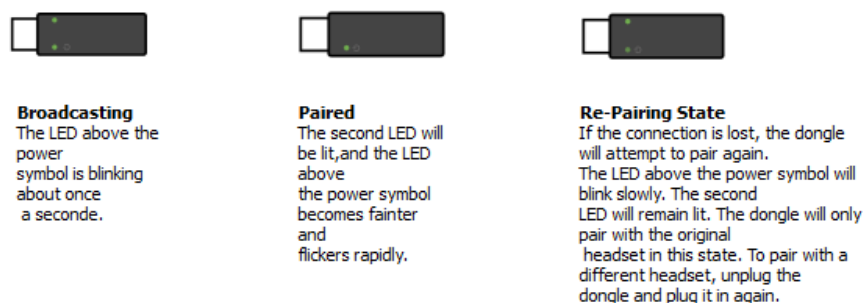 Broadcasting
The LED above the
power
symbol is blinking
about once
a seconde.
Paired
The second LED will
be lit,and the LED
above
the power symbol
becomes fainter
and
flickers rapidly.
Re-Pairing State
If the connection is lost, the dongle
will attempt to pair again.
The LED above the power symbol will
blink slowly. The second
LED will remain lit. The dongle will only
pair with the original
headset in this state. To pair with a
different headset, unplug the
dongle and plug it in again.